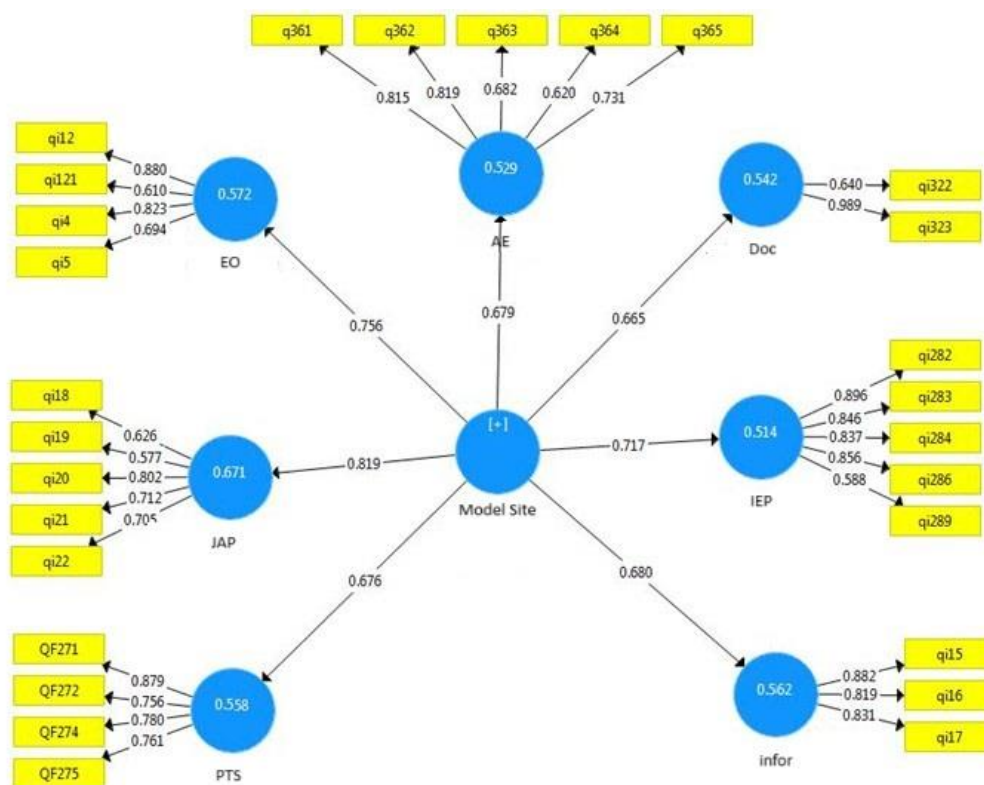 q361
q362
q363
q364
q365
0.815
0.819
0.682
0.620
0.731
0.529
AE
qi12
qi121
qi4
qi5
0.880
0.610
0.823
0.694
0.572
EO
0.542
Doc
0.640
0.989
qi322
qi323
0.756
0.679
0.665
qi18
qi19
qi20
qi21
qi22
0.626
0.577
0.802
0.712
0.705
0.671
JAP
0.819
[+]
Model Site
0.717
0.514
IEP
0.896
0.846
0.837
0.856
0.588
qi282
qi283
qi284
qi286
qi289
0.676
0.680
QF271
QF272
QF274
QF275
0.879
0.756
0.780
0.761
0.558
PTS
0.562
infor
0.882
0.819
0.831
qi15
qi16
qi17